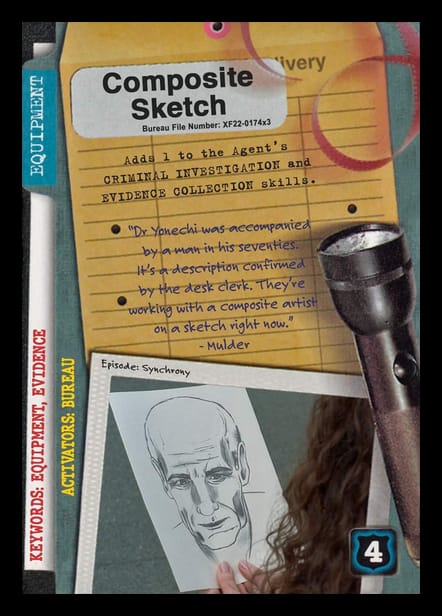 EQUIPMENT
livery
Composite
Sketch
Bureau File Number: XF22-0174x3
Adds 1 to the Agent's
CRIMINAL INVESTIGATION and
EVIDENCE COLLECTION skills.
"Dr Yonechi was accompanied
by a man in his seventies.
It's a description confirmed
by the desk clerk. They're
working with a composite artist
on a sketch right now."
- Mulder
KEYWORDS: EQUIPMENT, EVIDENCE
ACTIVATORS: BUREAU
Episode: Synchrony
4